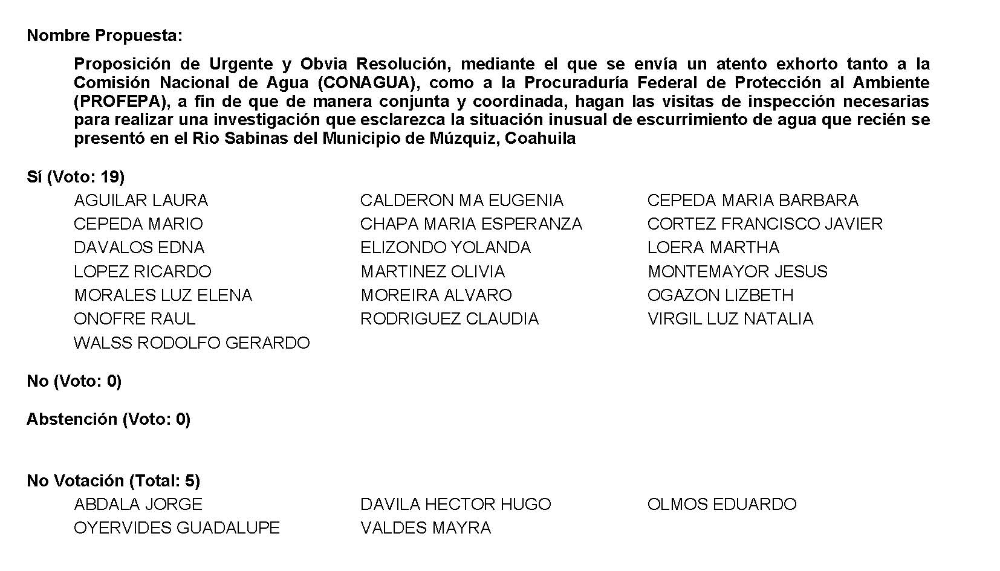 Nombre Propuesta:
Proposición de Urgente y Obvia Resolución, mediante el que se envía un atento exhorto tanto a la
Comisión Nacional de Agua (CONAGUA), como a la Procuraduría Federal de Protección al Ambiente
(PROFEPA), a fin de que de manera conjunta y coordinada, hagan las visitas de inspección necesarias
para realizar una investigación que esclarezca la situación inusual de escurrimiento de agua que recién se
presentó en el Rio Sabinas del Municipio de Múzquiz, Coahuila
Sí (Voto: 19)
AGUILAR LAURA CALDERON MA EUGENIA CEPEDA MARIA BARBARA
CEPEDA MARIO CHAPA MARIA ESPERANZA CORTEZ FRANCISCO JAVIER
DAVALOS EDNA ELIZONDO YOLANDA LOERA MARTHA
LOPEZ RICARDO MARTINEZ OLIVIA MONTEMAYOR JESUS
MORALES LUZ ELENA MOREIRA ALVARO OGAZON LIZBETH
ONOFRE RAUL RODRIGUEZ CLAUDIA VIRGIL LUZ NATALIA
WALSS RODOLFO GERARDO
No (Voto: 0)
Abstención (Voto: 0)
No Votación (Total: 5)
ABDALA JORGE DAVILA HECTOR HUGO OLMOS EDUARDO
OYERVIDES GUADALUPE VALDES MAYRA